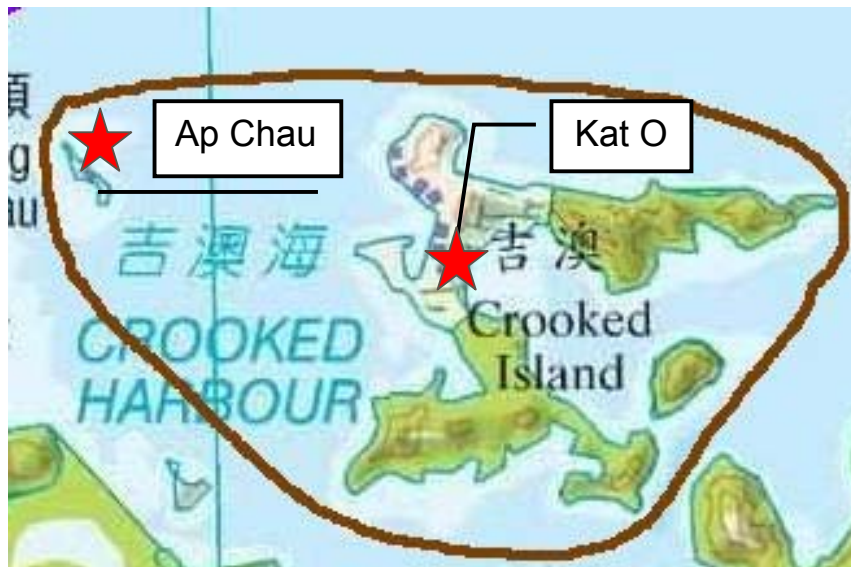 Ap Chau
Kat O
吉澳海
CROOKED
HARBOUR
吉澳
Crooked
Island